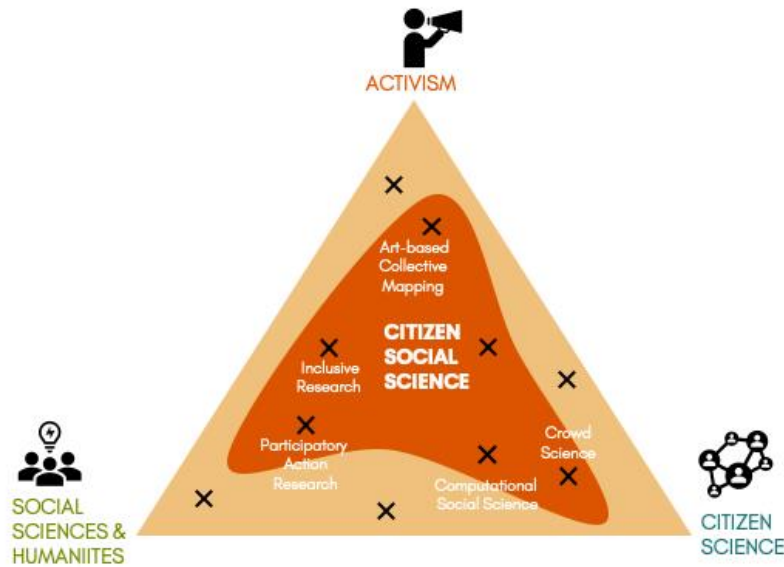 ACTIVISM
Art-based
Collective
Mapping
CITIZEN
SOCIAL
SCIENCE
Inclusive
Research
Participatory
Action
Research
Crowd
Science
Computational
Social Science
SOCIAL
SCIENCES &
HUMANIITES
CITIZEN
SCIENCE